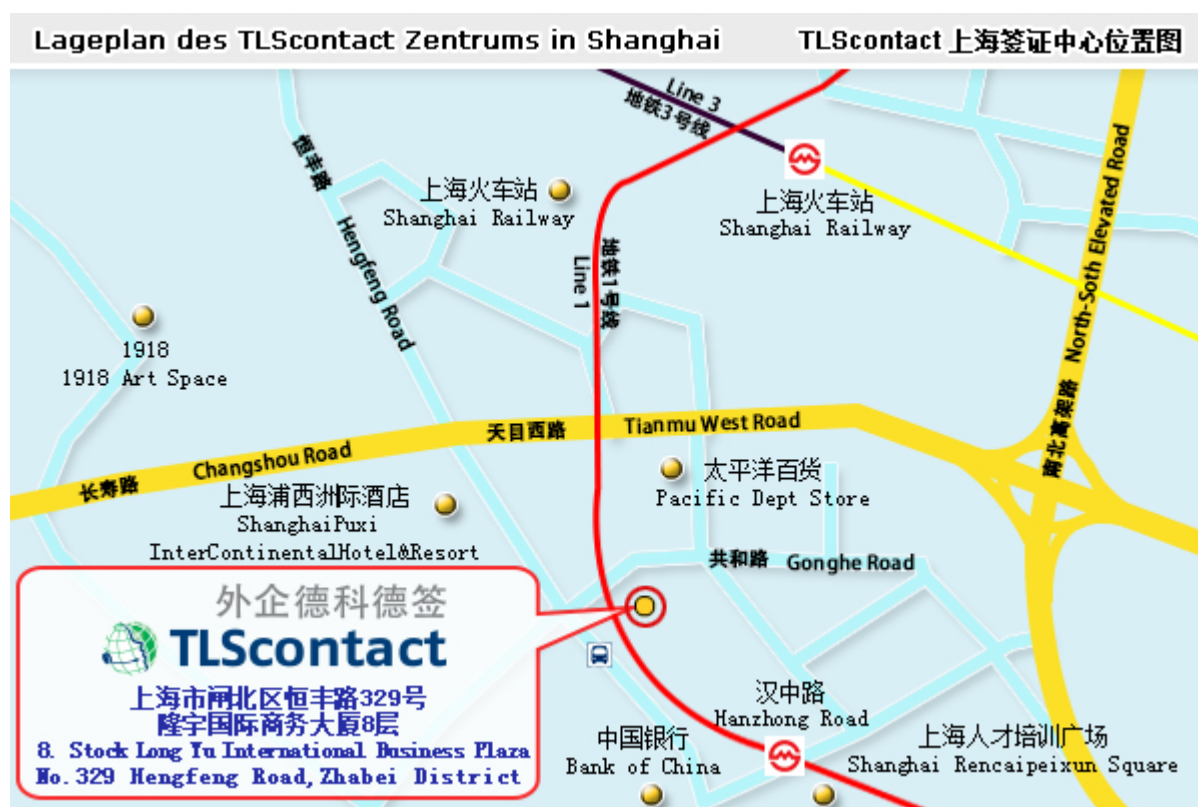 Lageplan des TLScontact Zentrums in Shanghai
TLScontact 上海签证中心位置图
Line 3
地铁3号线
恒丰路
Hengfeng Road
上海火车站
Shanghai Railway
上海火车站
Shanghai Railway
North-Soth Elevated Road
南北高架路
地铁1号线
Line 1
1918
1918 Art Space
天目西路
Tianmu West Road
长寿路
Changshou Road
太平洋百货
Pacific Dept Store
上海浦西洲际酒店
ShanghaiPuxi
InterContinentalHotel&Resort
共和路
Gonghe Road
外企德科德签
TLScontact
上海市闸北区恒丰路329号
隆宇国际商务大厦8层
8. Stock Long Yu International Business Plaza
No.329 Hengfeng Road,Zhabei District
汉中路
Hanzhong Road
中国银行
Bank of China
上海人才培训广场
Shanghai Rencaipeixun Square